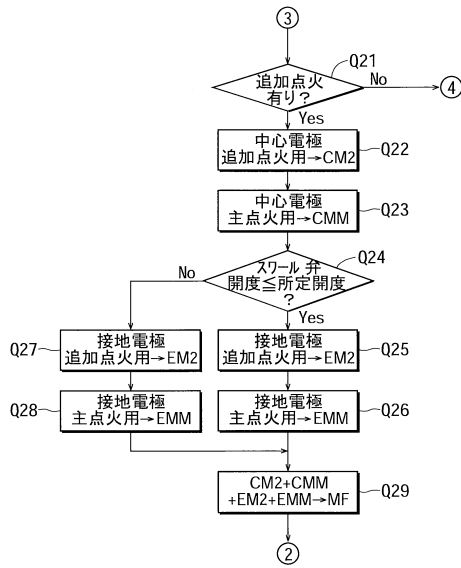 ③
Q21
追加点火
有り?
No
④
Yes
中心電極
追加点火用→CM2
Q22
中心電極
主点火用→CMM
Q23
Q24
スワール 弁
開度≦所定開度
?
No
Yes
Q27
接地電極
追加点火用→EM2
接地電極
追加点火用→EM2
Q25
Q28
接地電極
主点火用→EMM
接地電極
主点火用→EMM
Q26
CM2+CMM
+EM2+EMM→MF
Q29
②